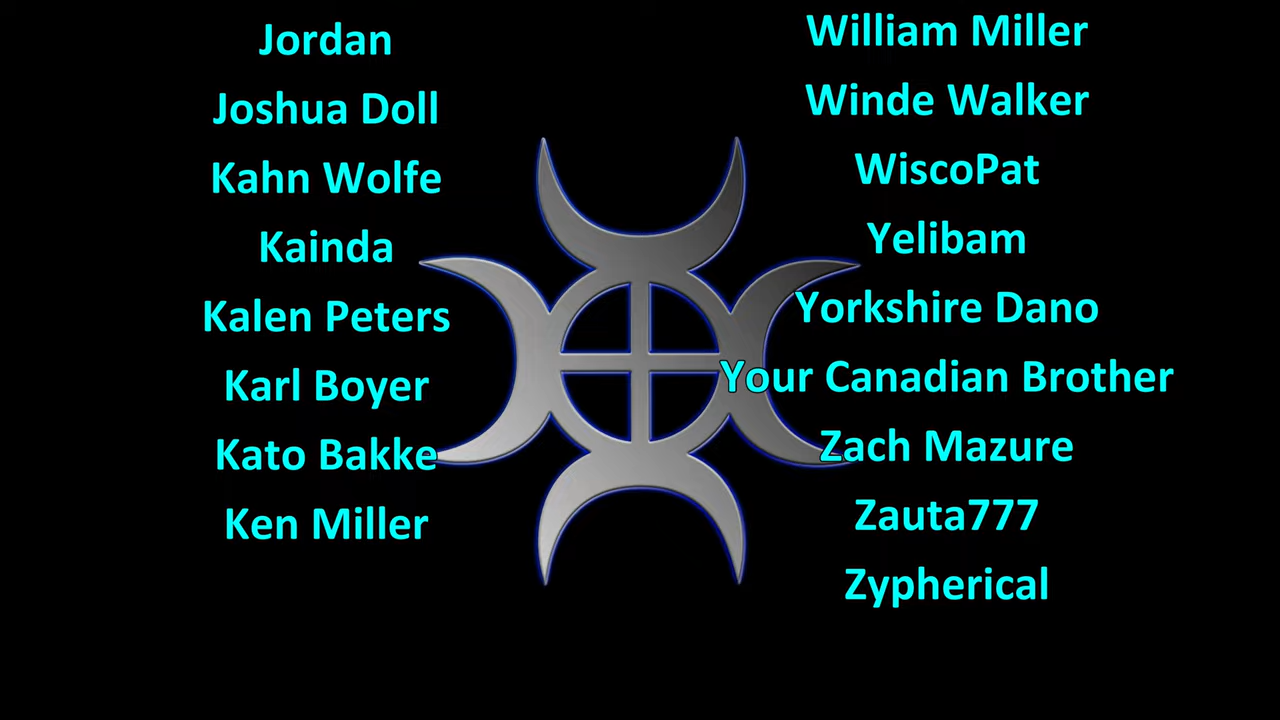 Jordan
Joshua Doll
Kahn Wolfe
Kainda
Kalen Peters
Karl Boyer
Kato Bakke
Ken Miller
William Miller
Winde Walker
WiscoPat
Yelibam
Yorkshire Dano
Your Canadian Brother
Zach Mazure
Zauta777
Zypherical